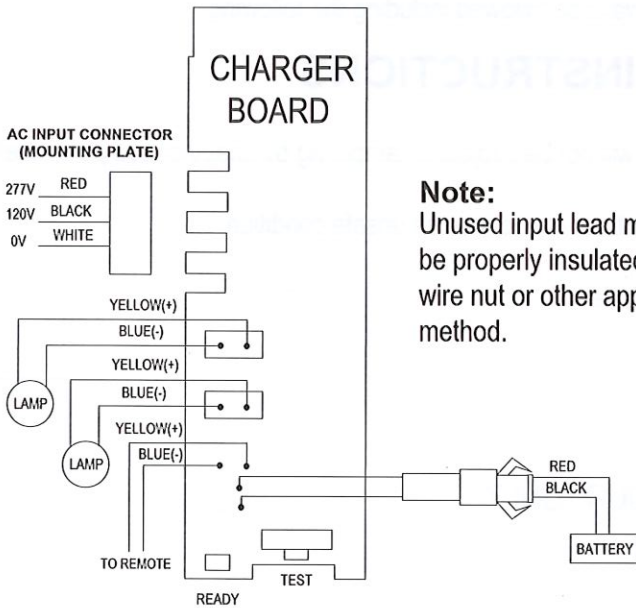 CHARGER
BOARD
AC INPUT CONNECTOR
(MOUNTING PLATE)
277V RED
120V BLACK
0V WHITE
Note:
Unused input lead m
be properly insulated
wire nut or other app
method.
YELLOW(+)
BLUE(-)
YELLOW(+)
LAMP
BLUE(-)
YELLOW(+)
LAMP
BLUE(-)
RED
BLACK
BATTERY
TO REMOTE
TEST
READY